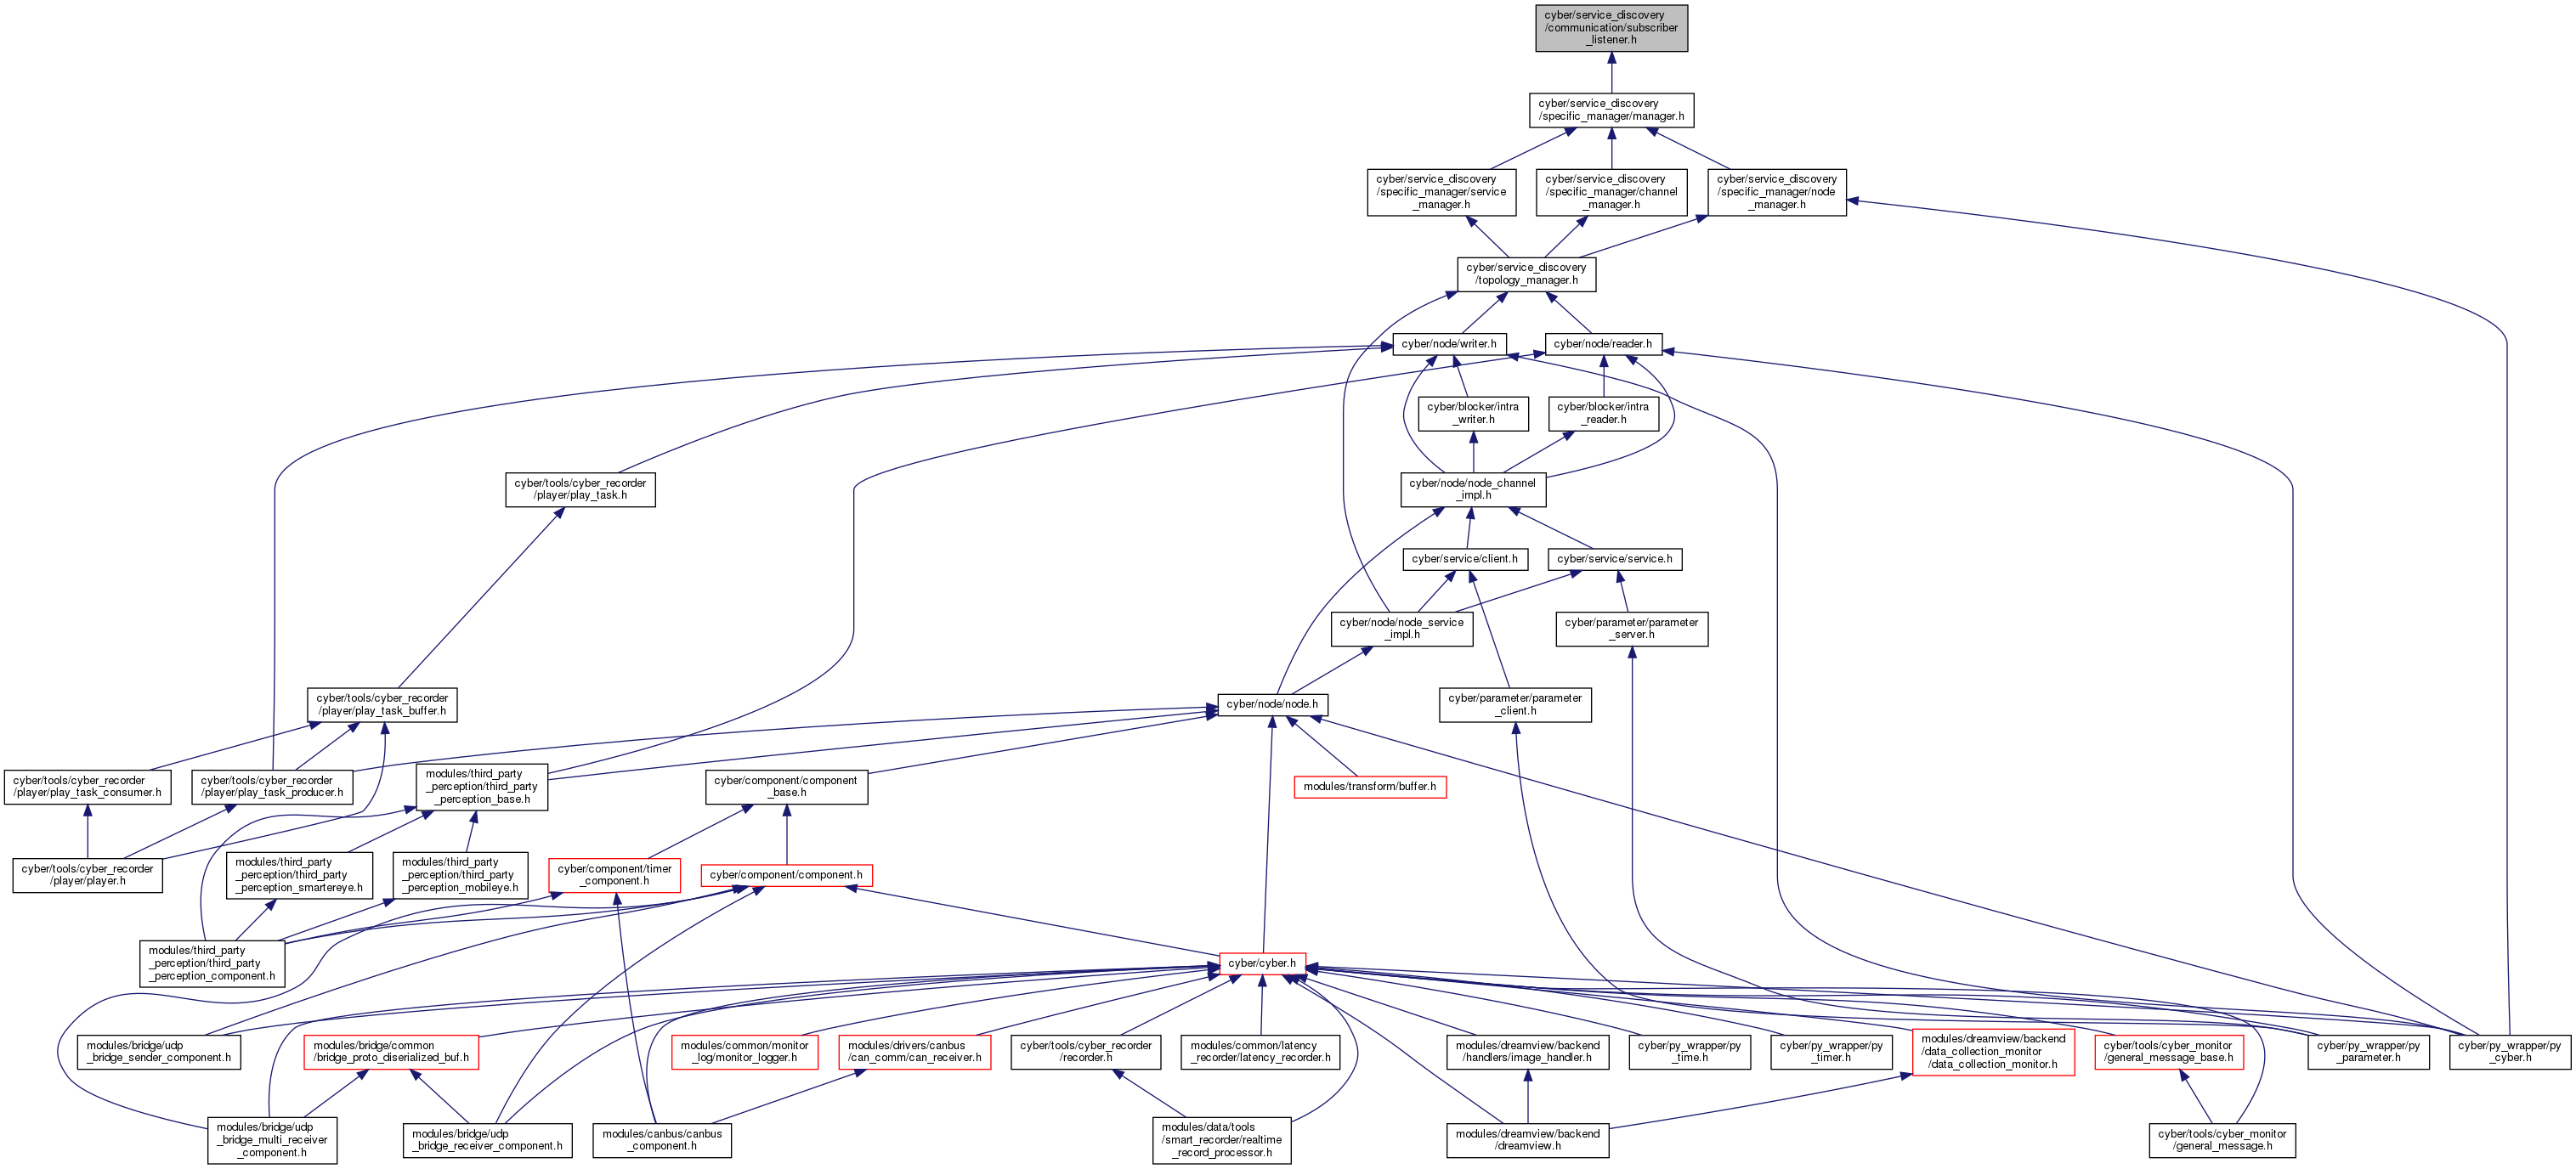 cyber/service_discovery
/communication/subscriber
_listener.h
cyber/service_discovery
/specific_manager/manager.h
cyber/service_discovery
/specific_manager/service
_manager.h
cyber/service_discovery
/specific_manager/channel
_manager.h
cyber/service_discovery
/specific_manager/node
_manager.h
cyber/service_discovery
/topology_manager.h
cyber/node/writer.h
cyber/node/reader.h
cyber/blocker/intra
_writer.h
cyber/blocker/intra
_reader.h
cyber/tools/cyber_recorder
/player/play_task.h
cyber/node/node_channel
_impl.h
cyber/service/client.h
cyber/service/service.h
cyber/node/node_service
_impl.h
cyber/parameter/parameter
_server.h
cyber/tools/cyber_recorder
/player/play_task_buffer.h
cyber/node/node.h
cyber/parameter/parameter
_client.h
cyber/tools/cyber_recorder
/player/play_task_consumer.h
cyber/tools/cyber_recorder
/player/play_task_producer.h
modules/third_party
_perception/third_party
_perception_base.h
cyber/component/component
_base.h
modules/transform/buffer.h
cyber/tools/cyber_recorder
/player/player.h
modules/third_party
_perception/third_party
_perception_smartereye.h
modules/third_party
_perception/third_party
_perception_mobileye.h
cyber/component/timer
_component.h
cyber/component/component.h
modules/third_party
_perception/third_party
_perception_component.h
cyber/cyber.h
modules/bridge/udp
_bridge_sender_component.h
modules/bridge/common
/bridge_proto_diserialized_buf.h
modules/common/monitor
_log/monitor_logger.h
modules/drivers/canbus
/can_comm/can_receiver.h
cyber/tools/cyber_recorder
/recorder.h
modules/common/latency
_recorder/latency_recorder.h
modules/dreamview/backend
/handlers/image_handler.h
cyber/py_wrapper/py
_time.h
cyber/py_wrapper/py
_timer.h
modules/dreamview/backend
/data_collection_monitor
/data_collection_monitor.h
cyber/tools/cyber_monitor
/general_message_base.h
cyber/py_wrapper/py
_parameter.h
cyber/py_wrapper/py
_cyber.h
modules/bridge/udp
_bridge_multi_receiver
_component.h
modules/bridge/udp
_bridge_receiver_component.h
modules/canbus/canbus
_component.h
modules/data/tools
/smart_recorder/realtime
_record_processor.h
modules/dreamview/backend
/dreamview.h
cyber/tools/cyber_monitor
/general_message.h